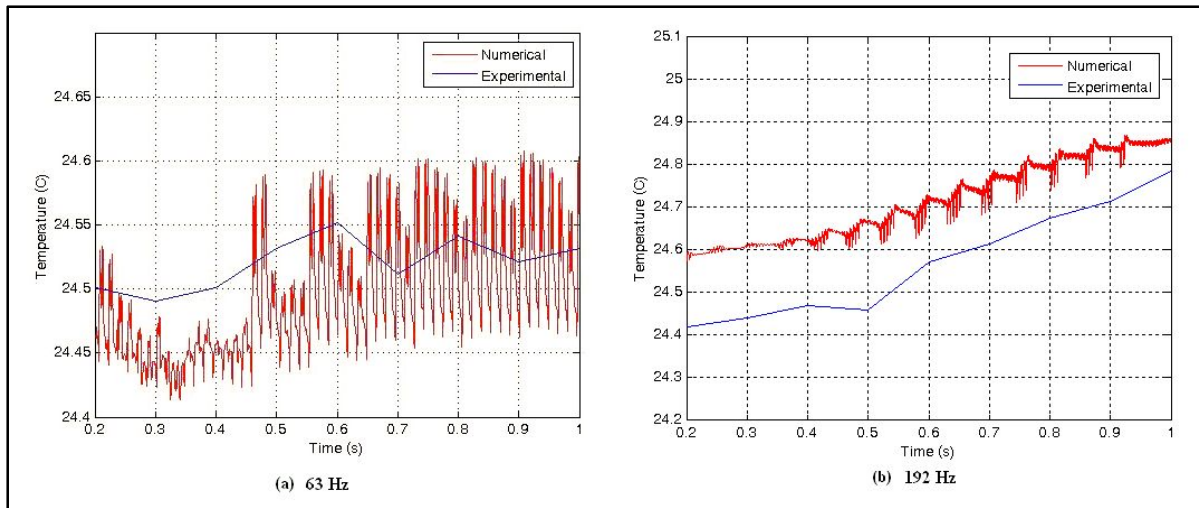 Numerical
Experimental
24.65
24.6
24.55
24.5
24.45
24.4
Temperature (C)
0.2 0.3 0.4 0.5 0.6 0.7 0.8 0.9 1
Time (s)
(a) 63 Hz
25.1
25
24.9
24.8
24.7
24.6
24.5
24.4
24.3
24.2
Temperature (C)
Numerical
Experimental
0.2 0.3 0.4 0.5 0.6 0.7 0.8 0.9 1
Time (s)
(b) 192 Hz